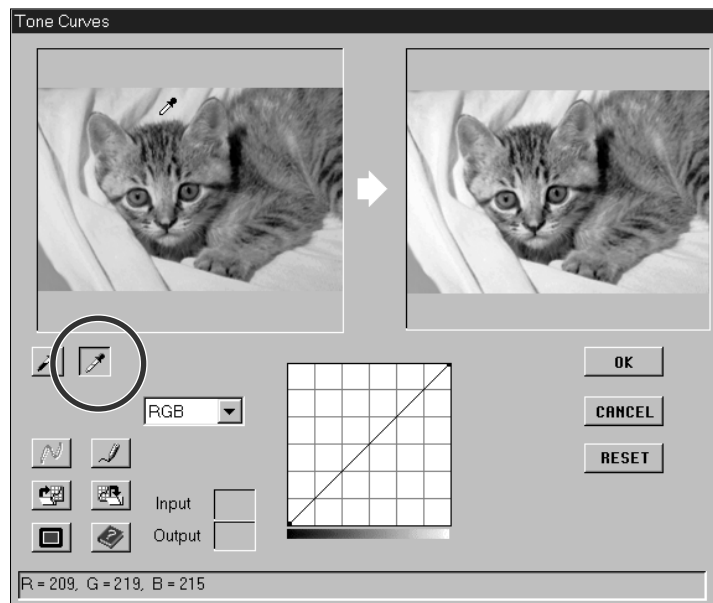 Tone Curves
OK
RGB
CANCEL
RESET
Input
Output
R = 209, G = 219, B = 215